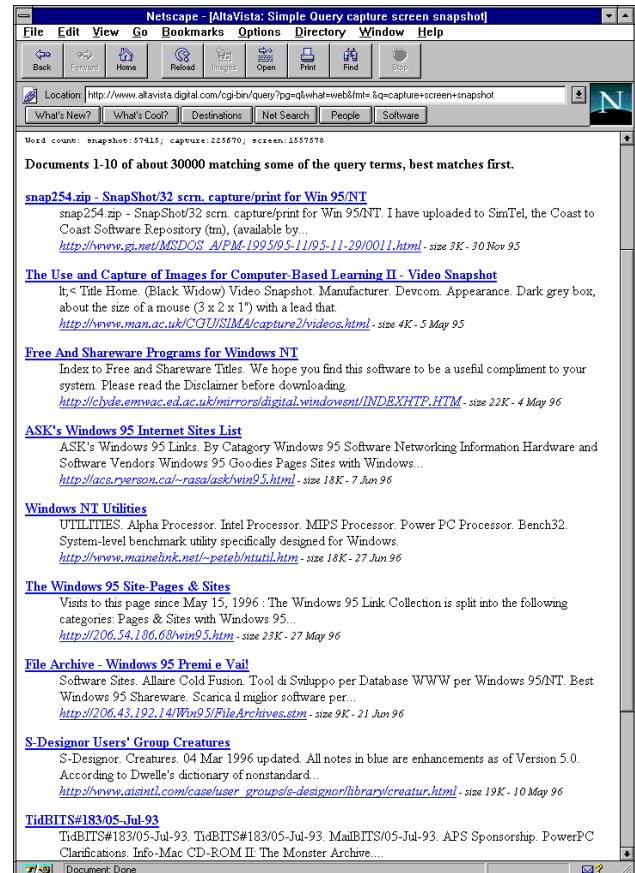 Netscape - [AltaVista: Simple Query capture screen snapshot]
File Edit View Go Bookmarks Options Directory Window Help
Back Forward Home Reload Images Open Print Find Stop
Location: http://www.altavista.digital.com/cgi-bin/query?pg=q&what=web&fmt=.&q=capture+screen+snapshot
N
What's New? What's Cool? Destinations Net Search People Software
Word count: snapshot:57415; capture:225670; screen:1557578
Documents 1-10 of about 30000 matching some of the query terms, best matches first.
snap254.zip - SnapShot/32 scrn. capture/print for Win 95/NT
snap254.zip - SnapShot/32 scrn. capture/print for Win 95/NT. I have uploaded to SimTel, the Coast to
Coast Software Repository (tm), (available by...
http://www.gi.net/MSDOS_A/PM-1995/95-11/95-11-29/0011.html - size 3K - 30 Nov 95
The Use and Capture of Images for Computer-Based Learning II - Video Snapshot
lt;< Title Home. (Black Widow) Video Snapshot. Manufacturer. Devcom. Appearance. Dark grey box,
about the size of a mouse (3 x 2 x 1") with a lead that.
http://www.man.ac.uk/CGU/SIMA/capture2/videos.html - size 4K - 5 May 95
Free And Shareware Programs for Windows NT
Index to Free and Shareware Titles. We hope you find this software to be a useful compliment to your
system. Please read the Disclaimer before downloading.
http://clyde.emwac.ed.ac.uk/mirrors/digital.windowsnt/INDEXHTP.HTM - size 22K - 4 May 96
ASK's Windows 95 Internet Sites List
ASK's Windows 95 Links. By Catagory Windows 95 Software Networking Information Hardware and
Software Vendors Windows 95 Goodies Pages Sites with Windows...
http://acs.ryerson.ca/~rasa/ask/win95.html - size 18K - 7 Jun 96
Windows NT Utilities
UTILITIES. Alpha Processor. Intel Processor. MIPS Processor. Power PC Processor. Bench32.
System-level benchmark utility specifically designed for Windows.
http://www.mainelink.net/~peteb/ntutil.htm - size 18K - 27 Jun 96
The Windows 95 Site-Pages & Sites
Visits to this page since May 15, 1996 : The Windows 95 Link Collection is split into the following
categories: Pages & Sites with Windows 95...
http://206.54.186.68/win95.htm - size 23K - 27 May 96
File Archive - Windows 95 Premi e Vai!
Software Sites. Allaire Cold Fusion. Tool di Sviluppo per Database WWW per Windows 95/NT. Best
Windows 95 Shareware. Scarica il miglior software per...
http://206.43.192.14/Win95/FileArchives.stm - size 9K - 21 Jun 96
S-Designor Users' Group Creatures
S-Designor. Creatures. 04 Mar 1996 updated. All notes in blue are enhancements as of Version 5.0.
According to Dwelle's dictionary of nonstandard...
http://www.aisintl.com/case/user_groups/s-designor/library/creatur.html - size 19K - 10 May 96
TidBITS#183/05-Jul-93
TidBITS#183/05-Jul-93. TidBITS#183/05-Jul-93. MailBITS/05-Jul-93. APS Sponsorship. PowerPC
Clarifications. Info-Mac CD-ROM II: The Monster Archive....
Document: Done